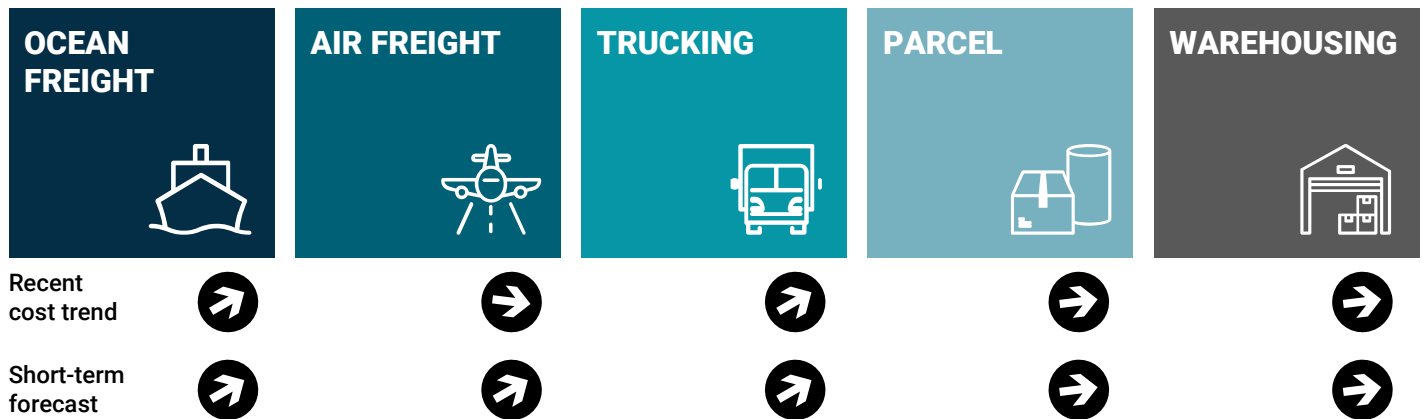 OCEAN
FREIGHT
AIR FREIGHT
TRUCKING
PARCEL
WAREHOUSING
Recent
cost trend
Short-term
forecast